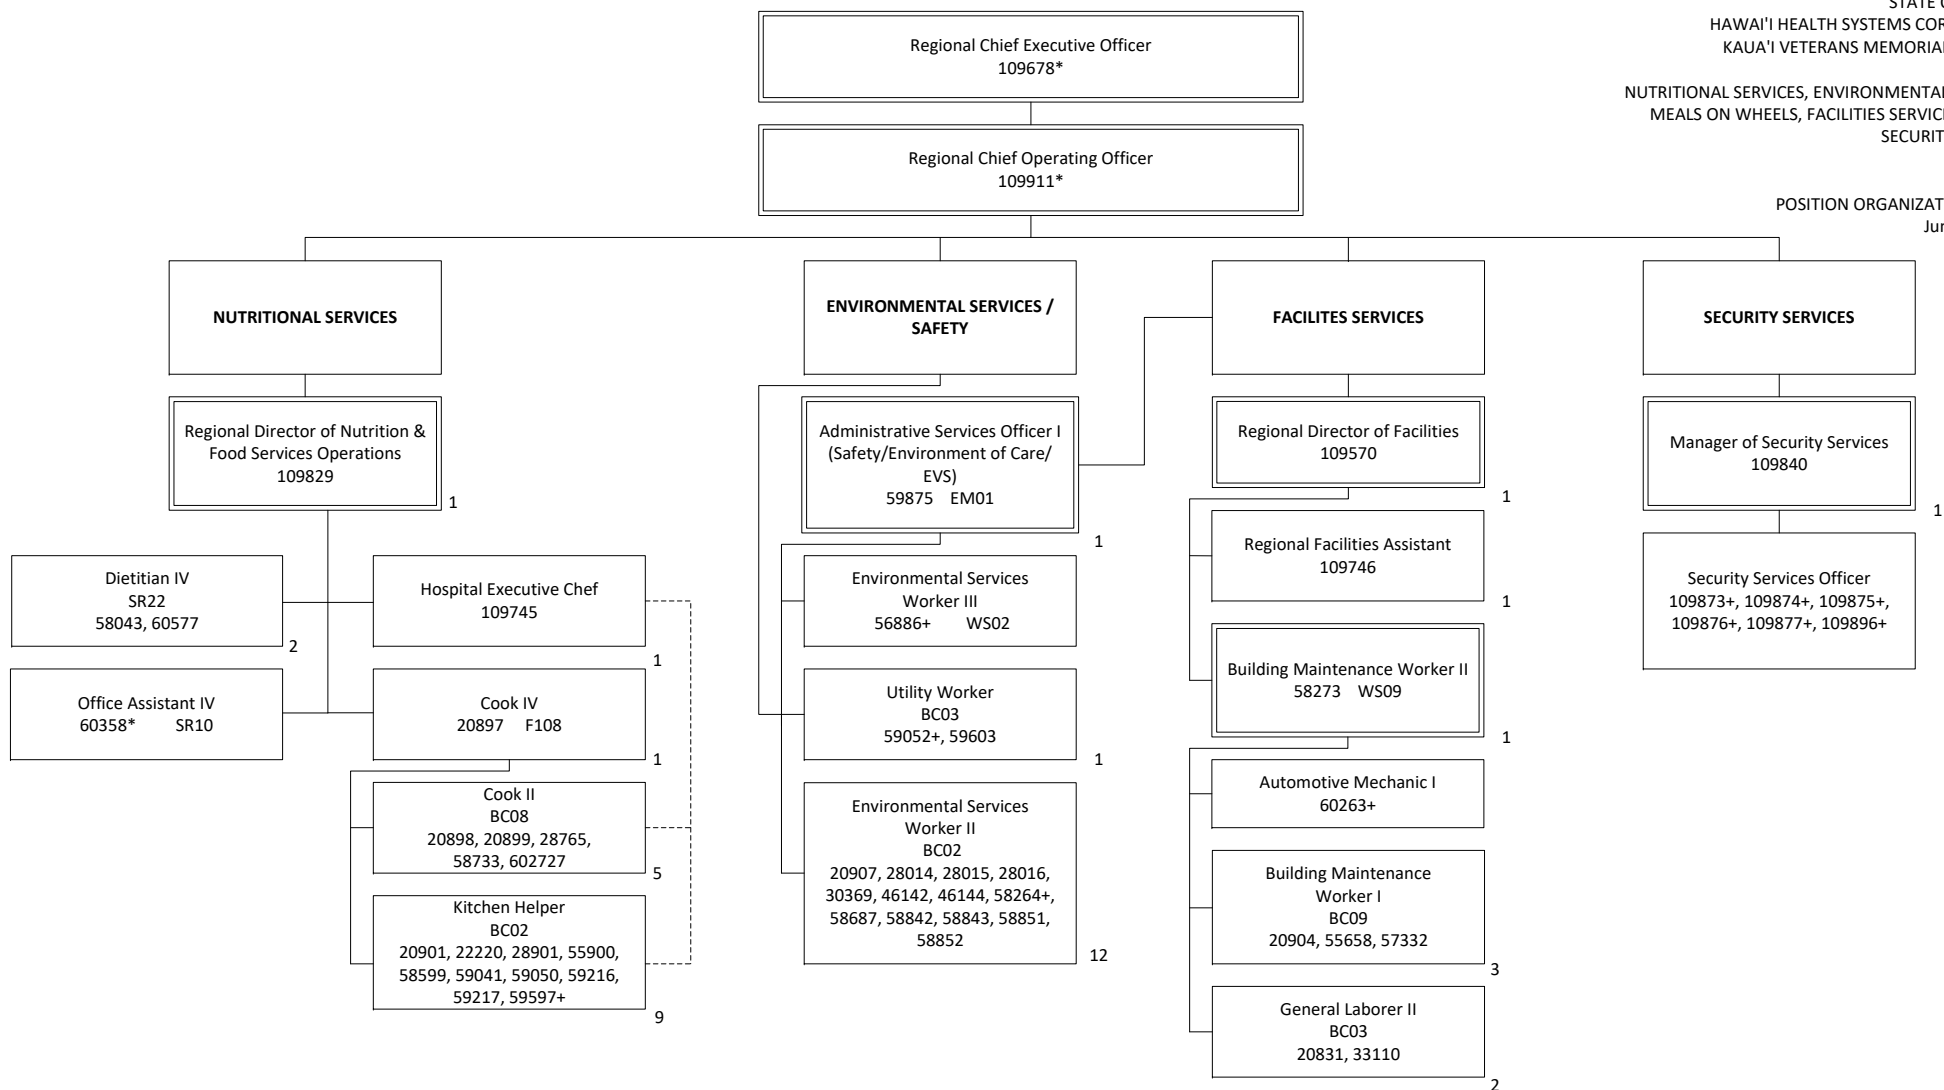 STATE O
HAWAI'I HEALTH SYSTEMS COR
KAUA'I VETERANS MEMORIA
NUTRITIONAL SERVICES, ENVIRONMENTAL
MEALS ON WHEELS, FACILITIES SERVIC
SECURIT
POSITION ORGANIZAT
Jun
Regional Chief Executive Officer
109678*
Regional Chief Operating Officer
109911*
NUTRITIONAL SERVICES
Regional Director of Nutrition &
Food Services Operations
109829
1
Dietitian IV
SR22
58043, 60577
2
Office Assistant IV
60358* SR10
Hospital Executive Chef
109745
1
Cook IV
20897 F108
1
Cook II
BC08
20898, 20899, 28765,
58733, 602727
5
Kitchen Helper
BC02
20901, 22220, 28901, 55900,
58599, 59041, 59050, 59216,
59217, 59597+
9
ENVIRONMENTAL SERVICES /
SAFETY
Administrative Services Officer I
(Safety/Environment of Care/
EVS)
59875 EM01
1
Environmental Services
Worker III
56886+ WS02
Utility Worker
BC03
59052+, 59603
1
Environmental Services
Worker II
BC02
20907, 28014, 28015, 28016,
30369, 46142, 46144, 58264+,
58687, 58842, 58843, 58851,
58852
12
FACILITES SERVICES
Regional Director of Facilities
109570
1
Regional Facilities Assistant
109746
1
Building Maintenance Worker II
58273 WS09
1
Automotive Mechanic I
60263+
Building Maintenance
Worker I
BC09
20904, 55658, 57332
3
General Laborer II
BC03
20831, 33110
2
SECURITY SERVICES
Manager of Security Services
109840
1
Security Services Officer
109873+, 109874+, 109875+,
109876+, 109877+, 109896+